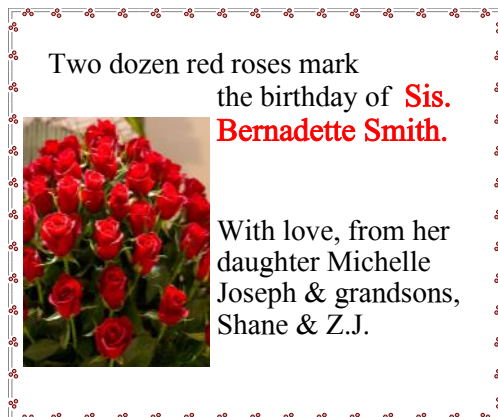 Two dozen red roses mark
the birthday of Sis.
Bernadette Smith.
With love, from her
daughter Michelle
Joseph & grandsons,
Shane & Z.J.